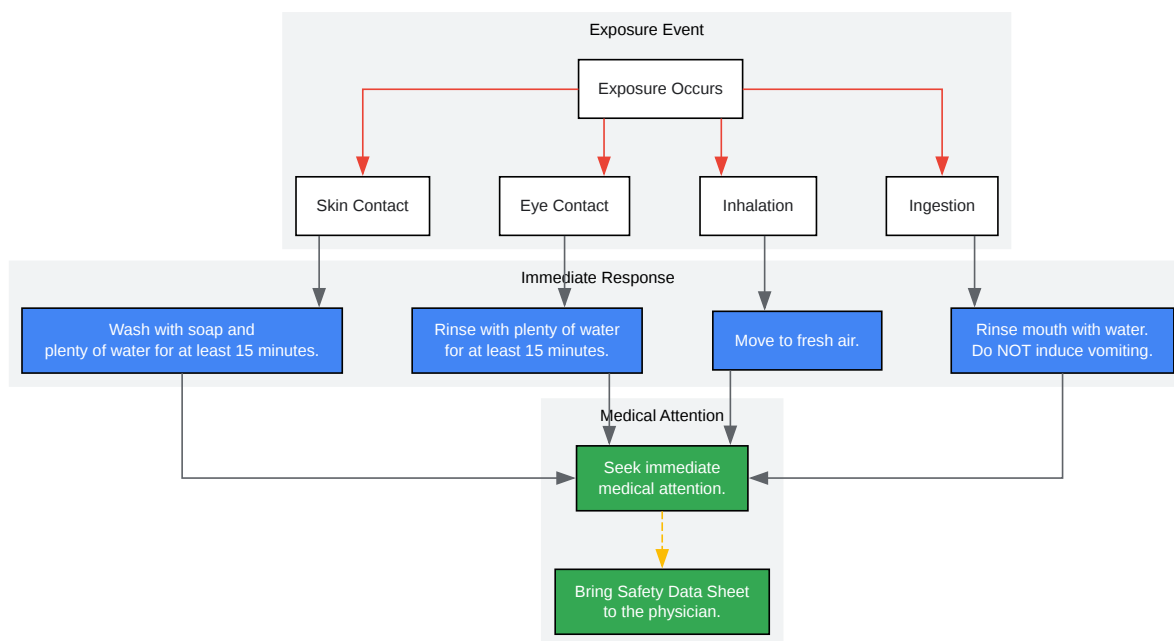 Exposure Event
Exposure Occurs
Skin Contact
Eye Contact
Inhalation
Ingestion
Immediate Response
Wash with soap and
plenty of water for at least 15 minutes.
Rinse with plenty of water
for at least 15 minutes.
Move to fresh air.
Rinse mouth with water.
Do NOT induce vomiting.
Medical Attention
Seek immediate
medical attention.
Bring Safety Data Sheet
to the physician.